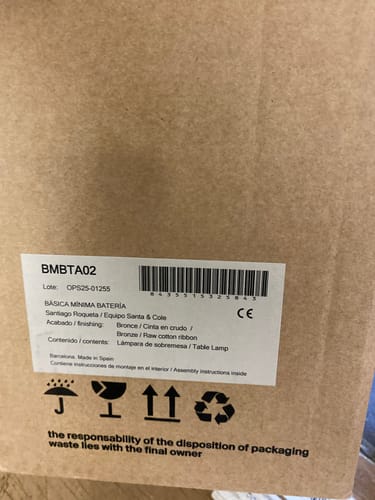 BMBTA02
Lote: OPS25-01255
8435515325843
BÁSICA MÍNIMA BATERÍA
Santiago Roqueta / Equipo Santa & Cole
CE
Acabado / finishing: Bronce / Cinta en crudo /
Bronze / Raw cotton ribbon
Contenido / contents: Lámpara de sobremesa / Table Lamp
Barcelona. Made in Spain
Contiene instrucciones de montaje en el interior / Assembly instructions inside
the responsability of the disposition of packaging
waste lies with the final owner